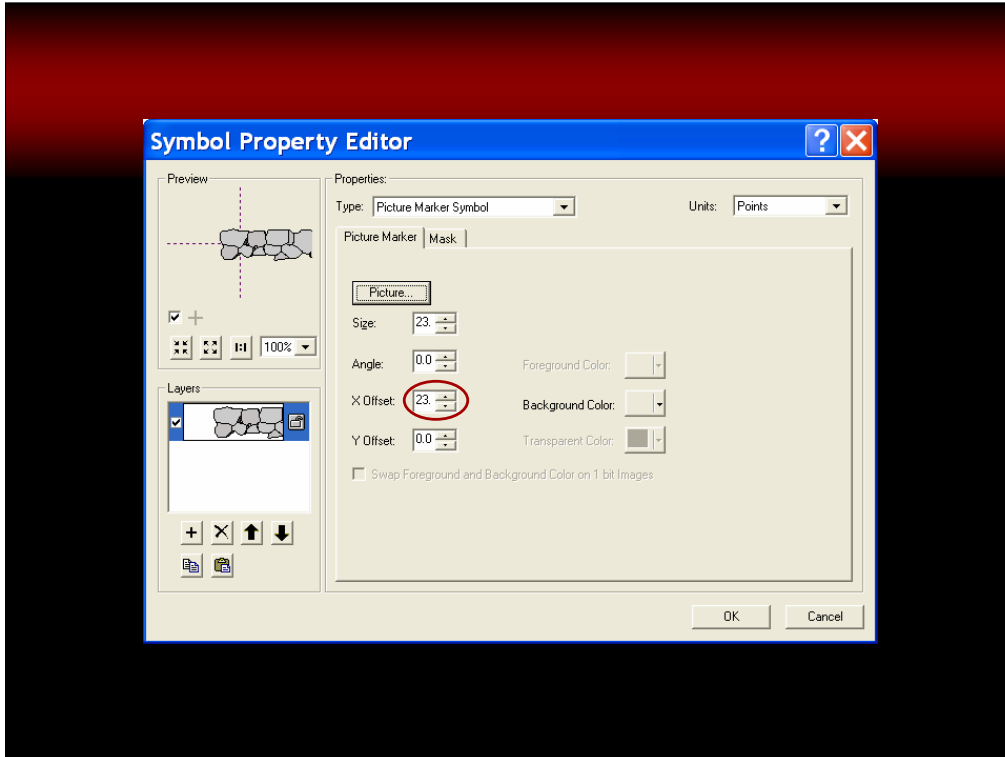 Symbol Property Editor
Preview
100%
Layers
Properties:
Type: Picture Marker Symbol
Units: Points
Picture Marker Mask
Picture...
Size: 23.
Angle: 0.0
Foreground Color:
X Offset: 23.
Background Color:
Y Offset: 0.0
Transparent Color:
Swap Foreground and Background Color on 1 bit Images
OK Cancel